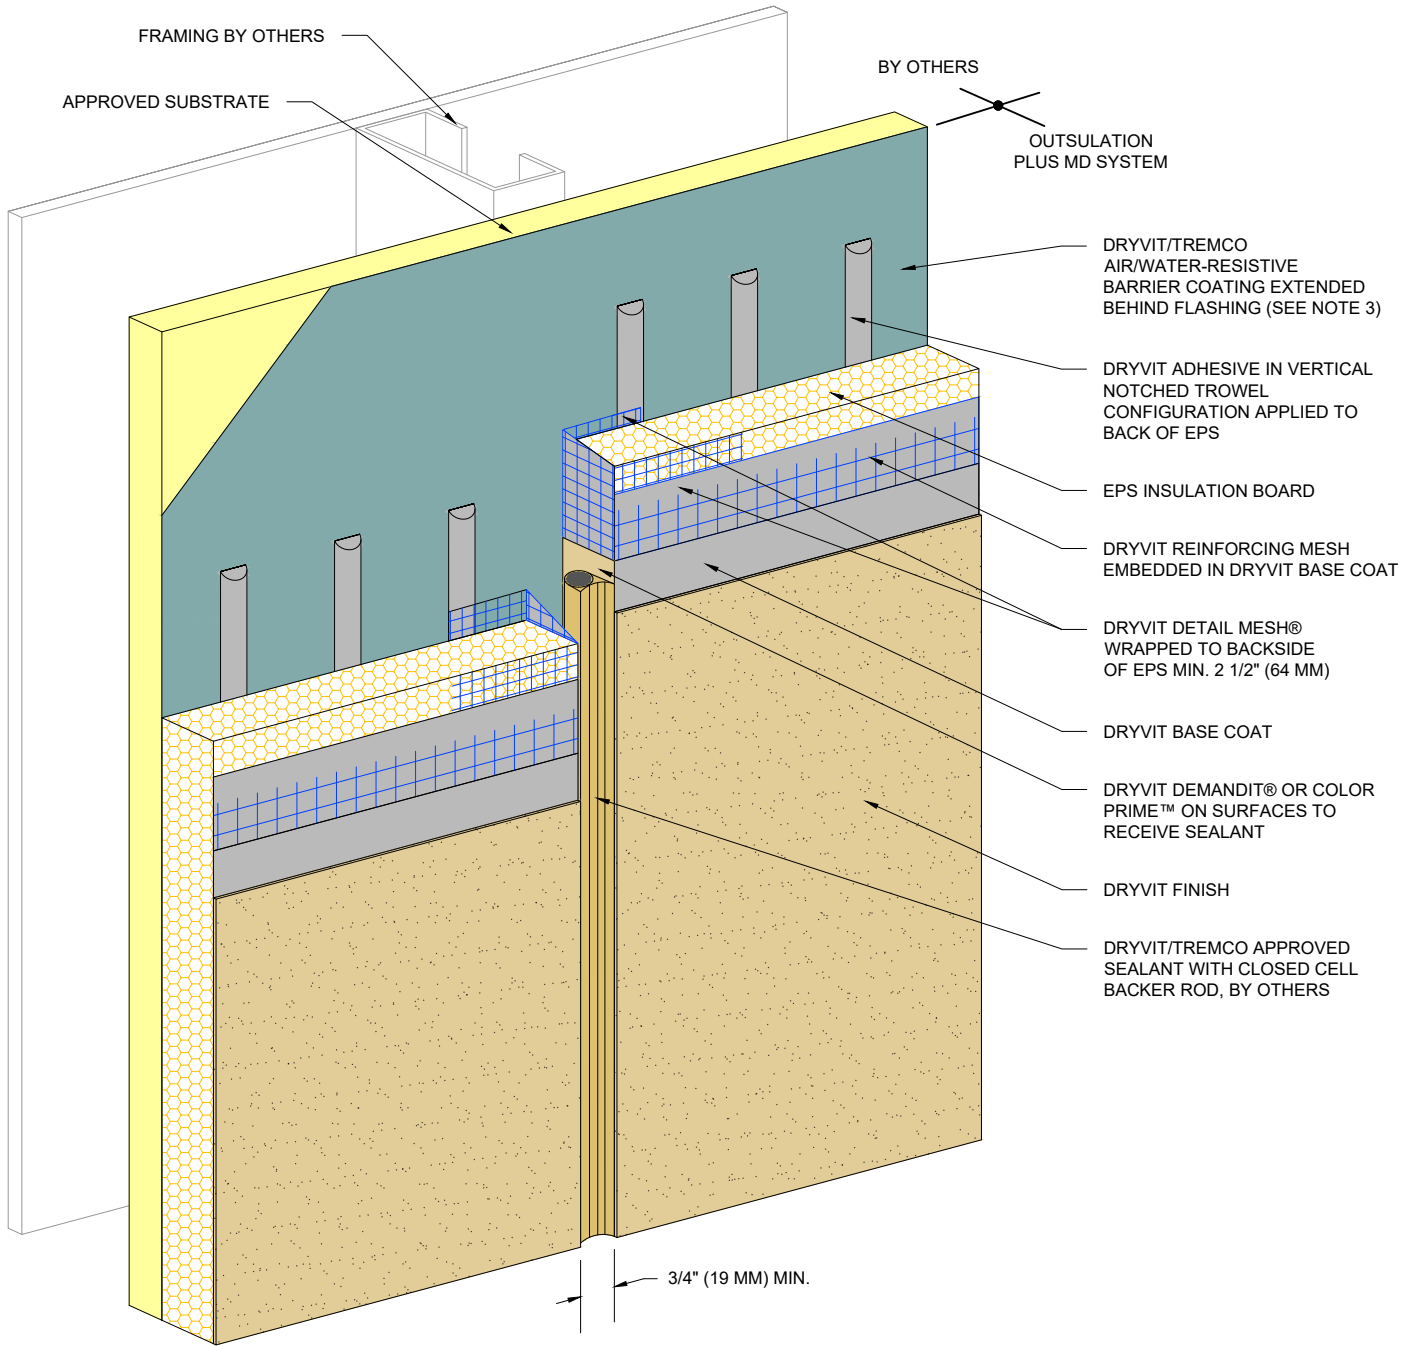 FRAMING BY OTHERS
APPROVED SUBSTRATE
BY OTHERS
OUTSULATION
PLUS MD SYSTEM
DRYVIT/TREMCO
AIR/WATER-RESISTIVE
BARRIER COATING EXTENDED
BEHIND FLASHING (SEE NOTE 3)
DRYVIT ADHESIVE IN VERTICAL
NOTCHED TROWEL
CONFIGURATION APPLIED TO
BACK OF EPS
EPS INSULATION BOARD
DRYVIT REINFORCING MESH
EMBEDDED IN DRYVIT BASE COAT
DRYVIT DETAIL MESH®
WRAPPED TO BACKSIDE
OF EPS MIN. 2 1/2" (64 MM)
DRYVIT BASE COAT
DRYVIT DEMANDIT® OR COLOR
PRIME™ ON SURFACES TO
RECEIVE SEALANT
DRYVIT FINISH
DRYVIT/TREMCO APPROVED
SEALANT WITH CLOSED CELL
BACKER ROD, BY OTHERS
3/4" (19 MM) MIN.